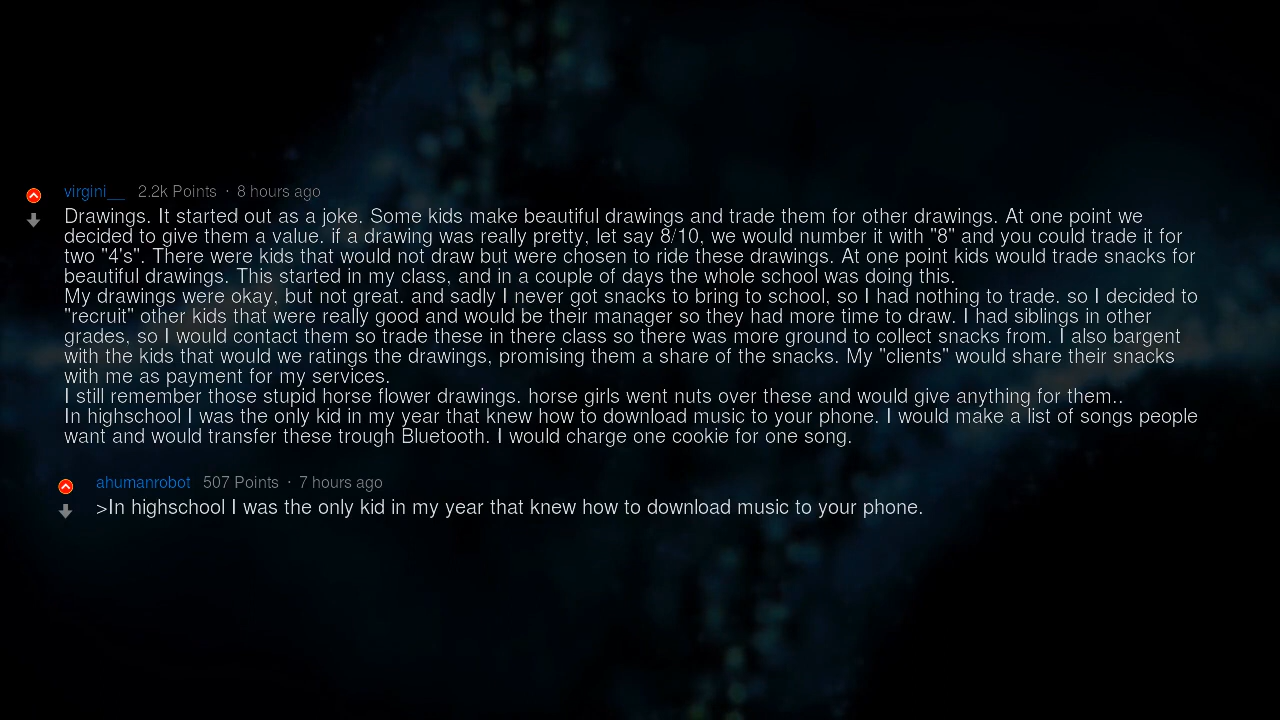 virgini__ 2.2k Points · 8 hours ago
Drawings. It started out as a joke. Some kids make beautiful drawings and trade them for other drawings. At one point we
decided to give them a value. if a drawing was really pretty, let say 8/10, we would number it with "8" and you could trade it for
two "4's". There were kids that would not draw but were chosen to ride these drawings. At one point kids would trade snacks for
beautiful drawings. This started in my class, and in a couple of days the whole school was doing this.
My drawings were okay, but not great. and sadly I never got snacks to bring to school, so I had nothing to trade. so I decided to
"recruit" other kids that were really good and would be their manager so they had more time to draw. I had siblings in other
grades, so I would contact them so trade these in there class so there was more ground to collect snacks from. I also bargent
with the kids that would we ratings the drawings, promising them a share of the snacks. My "clients" would share their snacks
with me as payment for my services.
I still remember those stupid horse flower drawings. horse girls went nuts over these and would give anything for them..
In highschool I was the only kid in my year that knew how to download music to your phone. I would make a list of songs people
want and would transfer these trough Bluetooth. I would charge one cookie for one song.
ahumanrobot 507 Points · 7 hours ago
>In highschool I was the only kid in my year that knew how to download music to your phone.